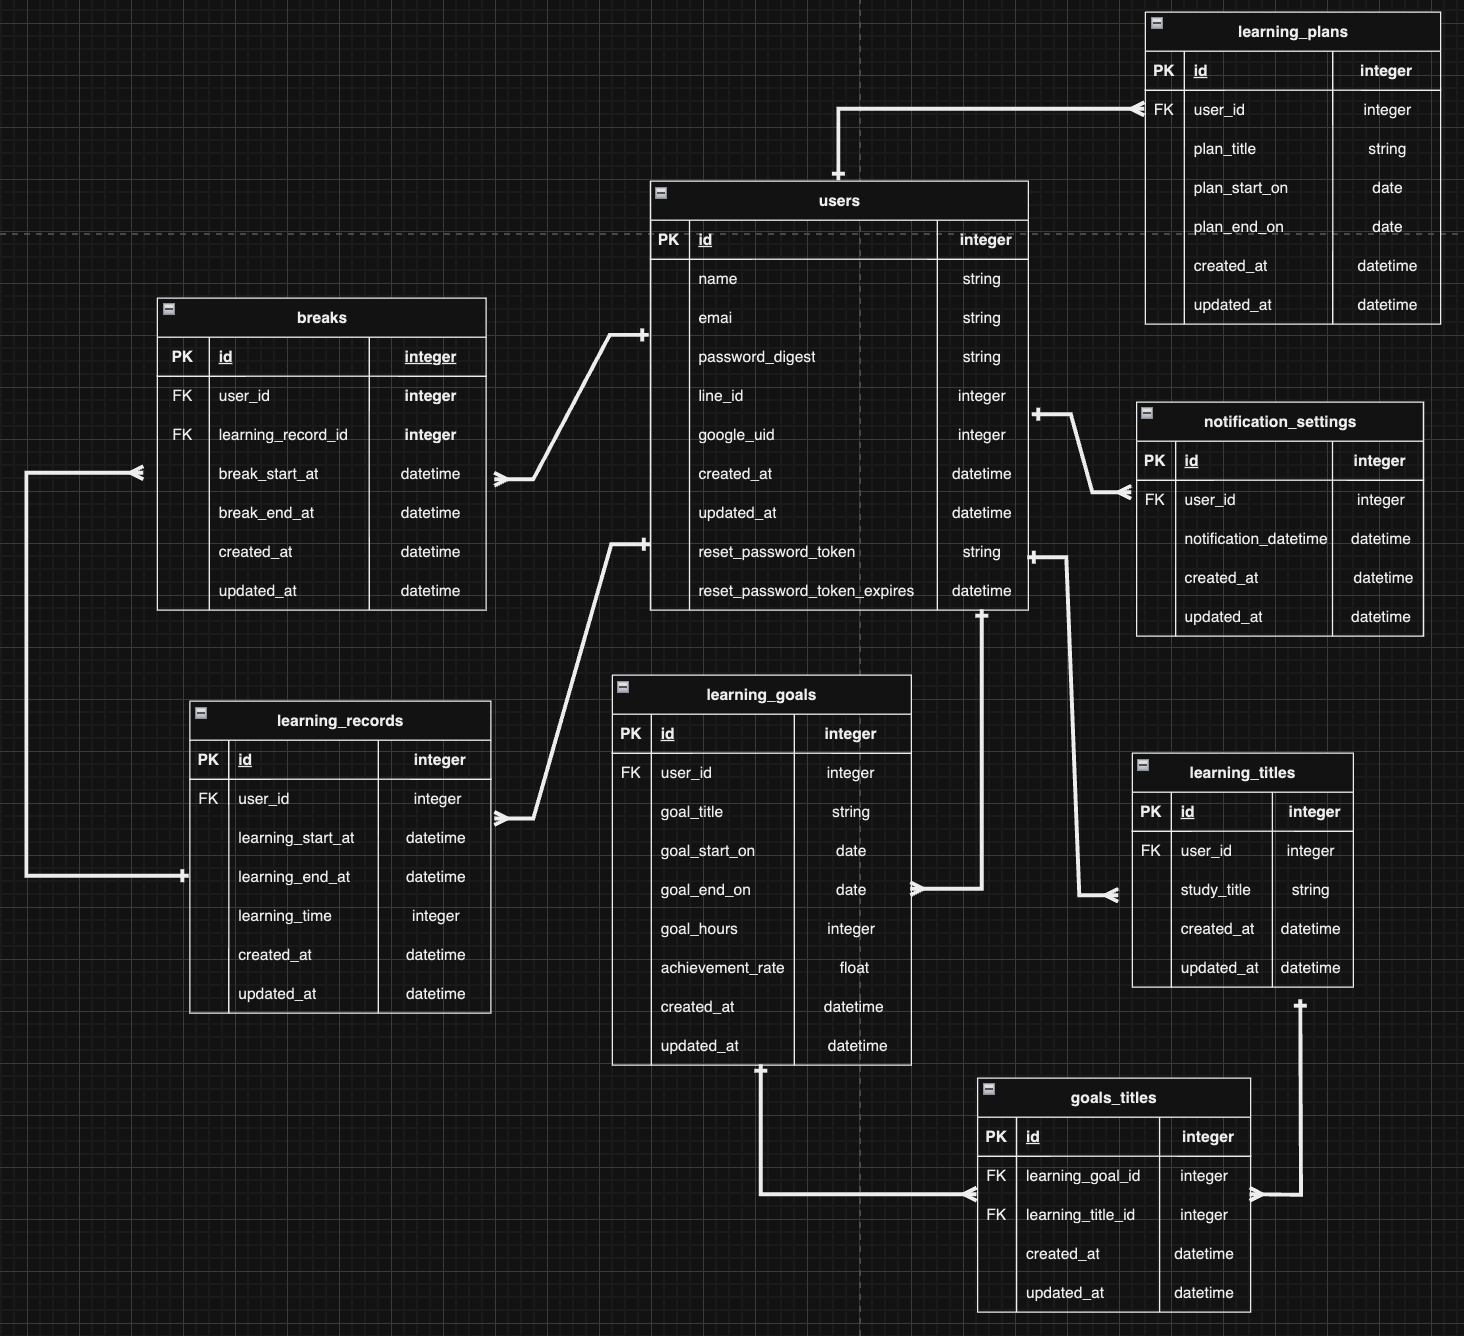 learning_plans
PK id integer
FK user_id integer
plan_title string
plan_start_on date
plan_end_on date
created_at datetime
updated_at datetime
users
PK id integer
name string
emai string
password_digest string
line_id integer
google_uid integer
created_at datetime
updated_at datetime
reset_password_token string
reset_password_token_expires datetime
breaks
PK id integer
FK user_id integer
FK learning_record_id integer
break_start_at datetime
break_end_at datetime
created_at datetime
updated_at datetime
notification_settings
PK id integer
FK user_id integer
notification_datetime datetime
created_at datetime
updated_at datetime
learning_records
PK id integer
FK user_id integer
learning_start_at datetime
learning_end_at datetime
learning_time integer
created_at datetime
updated_at datetime
learning_goals
PK id integer
FK user_id integer
goal_title string
goal_start_on date
goal_end_on date
goal_hours integer
achievement_rate float
created_at datetime
updated_at datetime
learning_titles
PK id integer
FK user_id integer
study_title string
created_at datetime
updated_at datetime
goals_titles
PK id integer
FK learning_goal_id integer
FK learning_title_id integer
created_at datetime
updated_at datetime